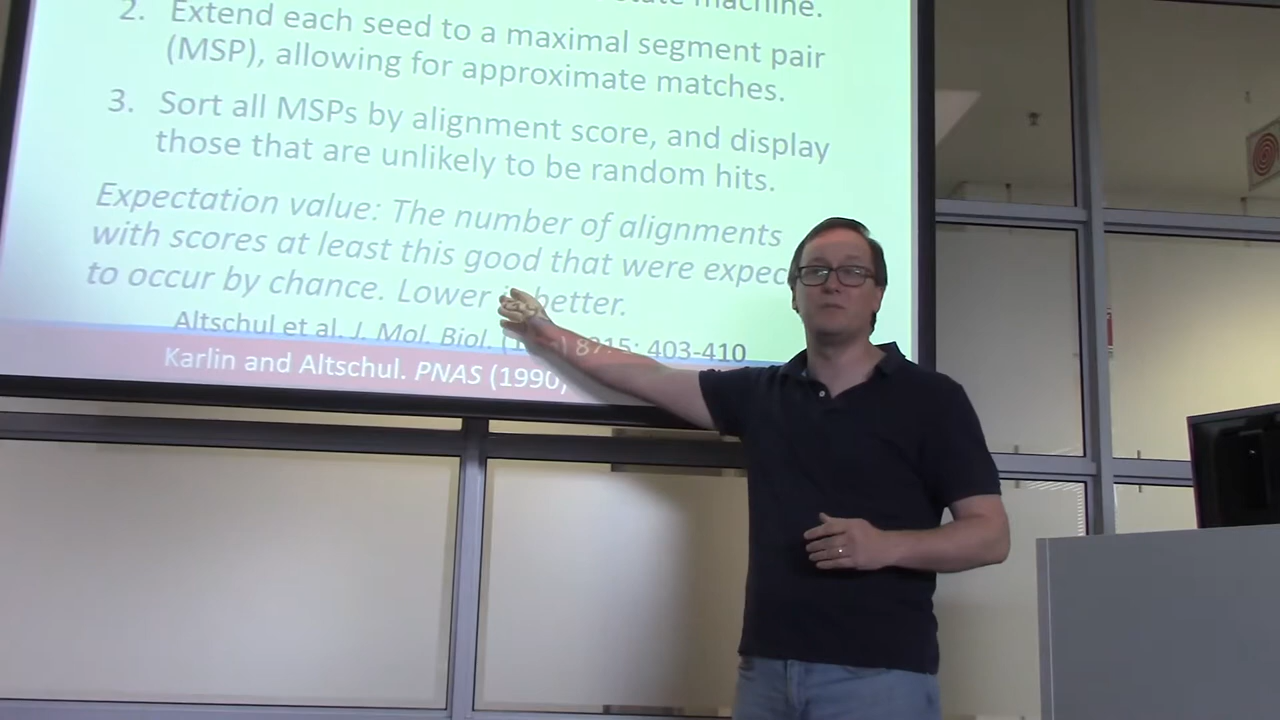 machine.
2. Extend each seed to a maximal segment pair
(MSP), allowing for approximate matches.
3. Sort all MSPs by alignment score, and display
those that are unlikely to be random hits.
Expectation value: The number of alignments
with scores at least this good that were expec
to occur by chance. Lower is better.
Altschul et al. J. Mol. Biol. 8215: 403-410
Karlin and Altschul. PNAS (1990)